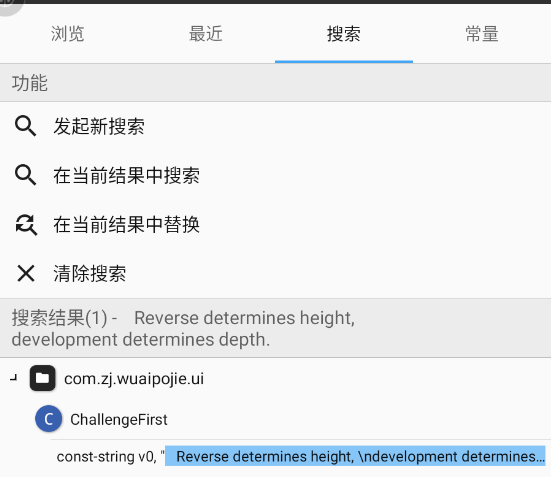 浏览 最近 搜索 常量
功能
发起新搜索
在当前结果中搜索
在当前结果中替换
清除搜索
搜索结果(1) - Reverse determines height,
development determines depth.
com.zj.wuaipojie.ui
C ChallengeFirst
const-string v0, " Reverse determines height, \ndevelopment determines...